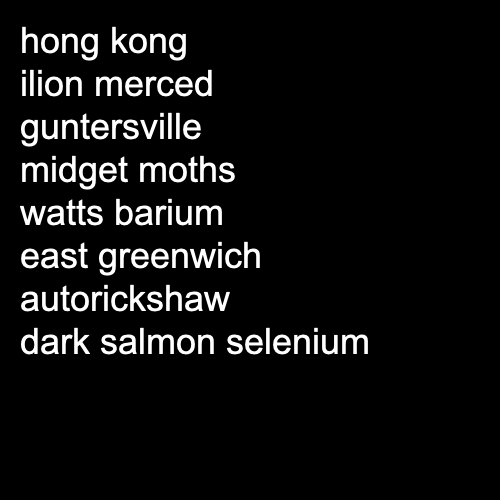 hong kong
ilion merced
guntersville
midget moths
watts barium
east greenwich
autorickshaw
dark salmon selenium